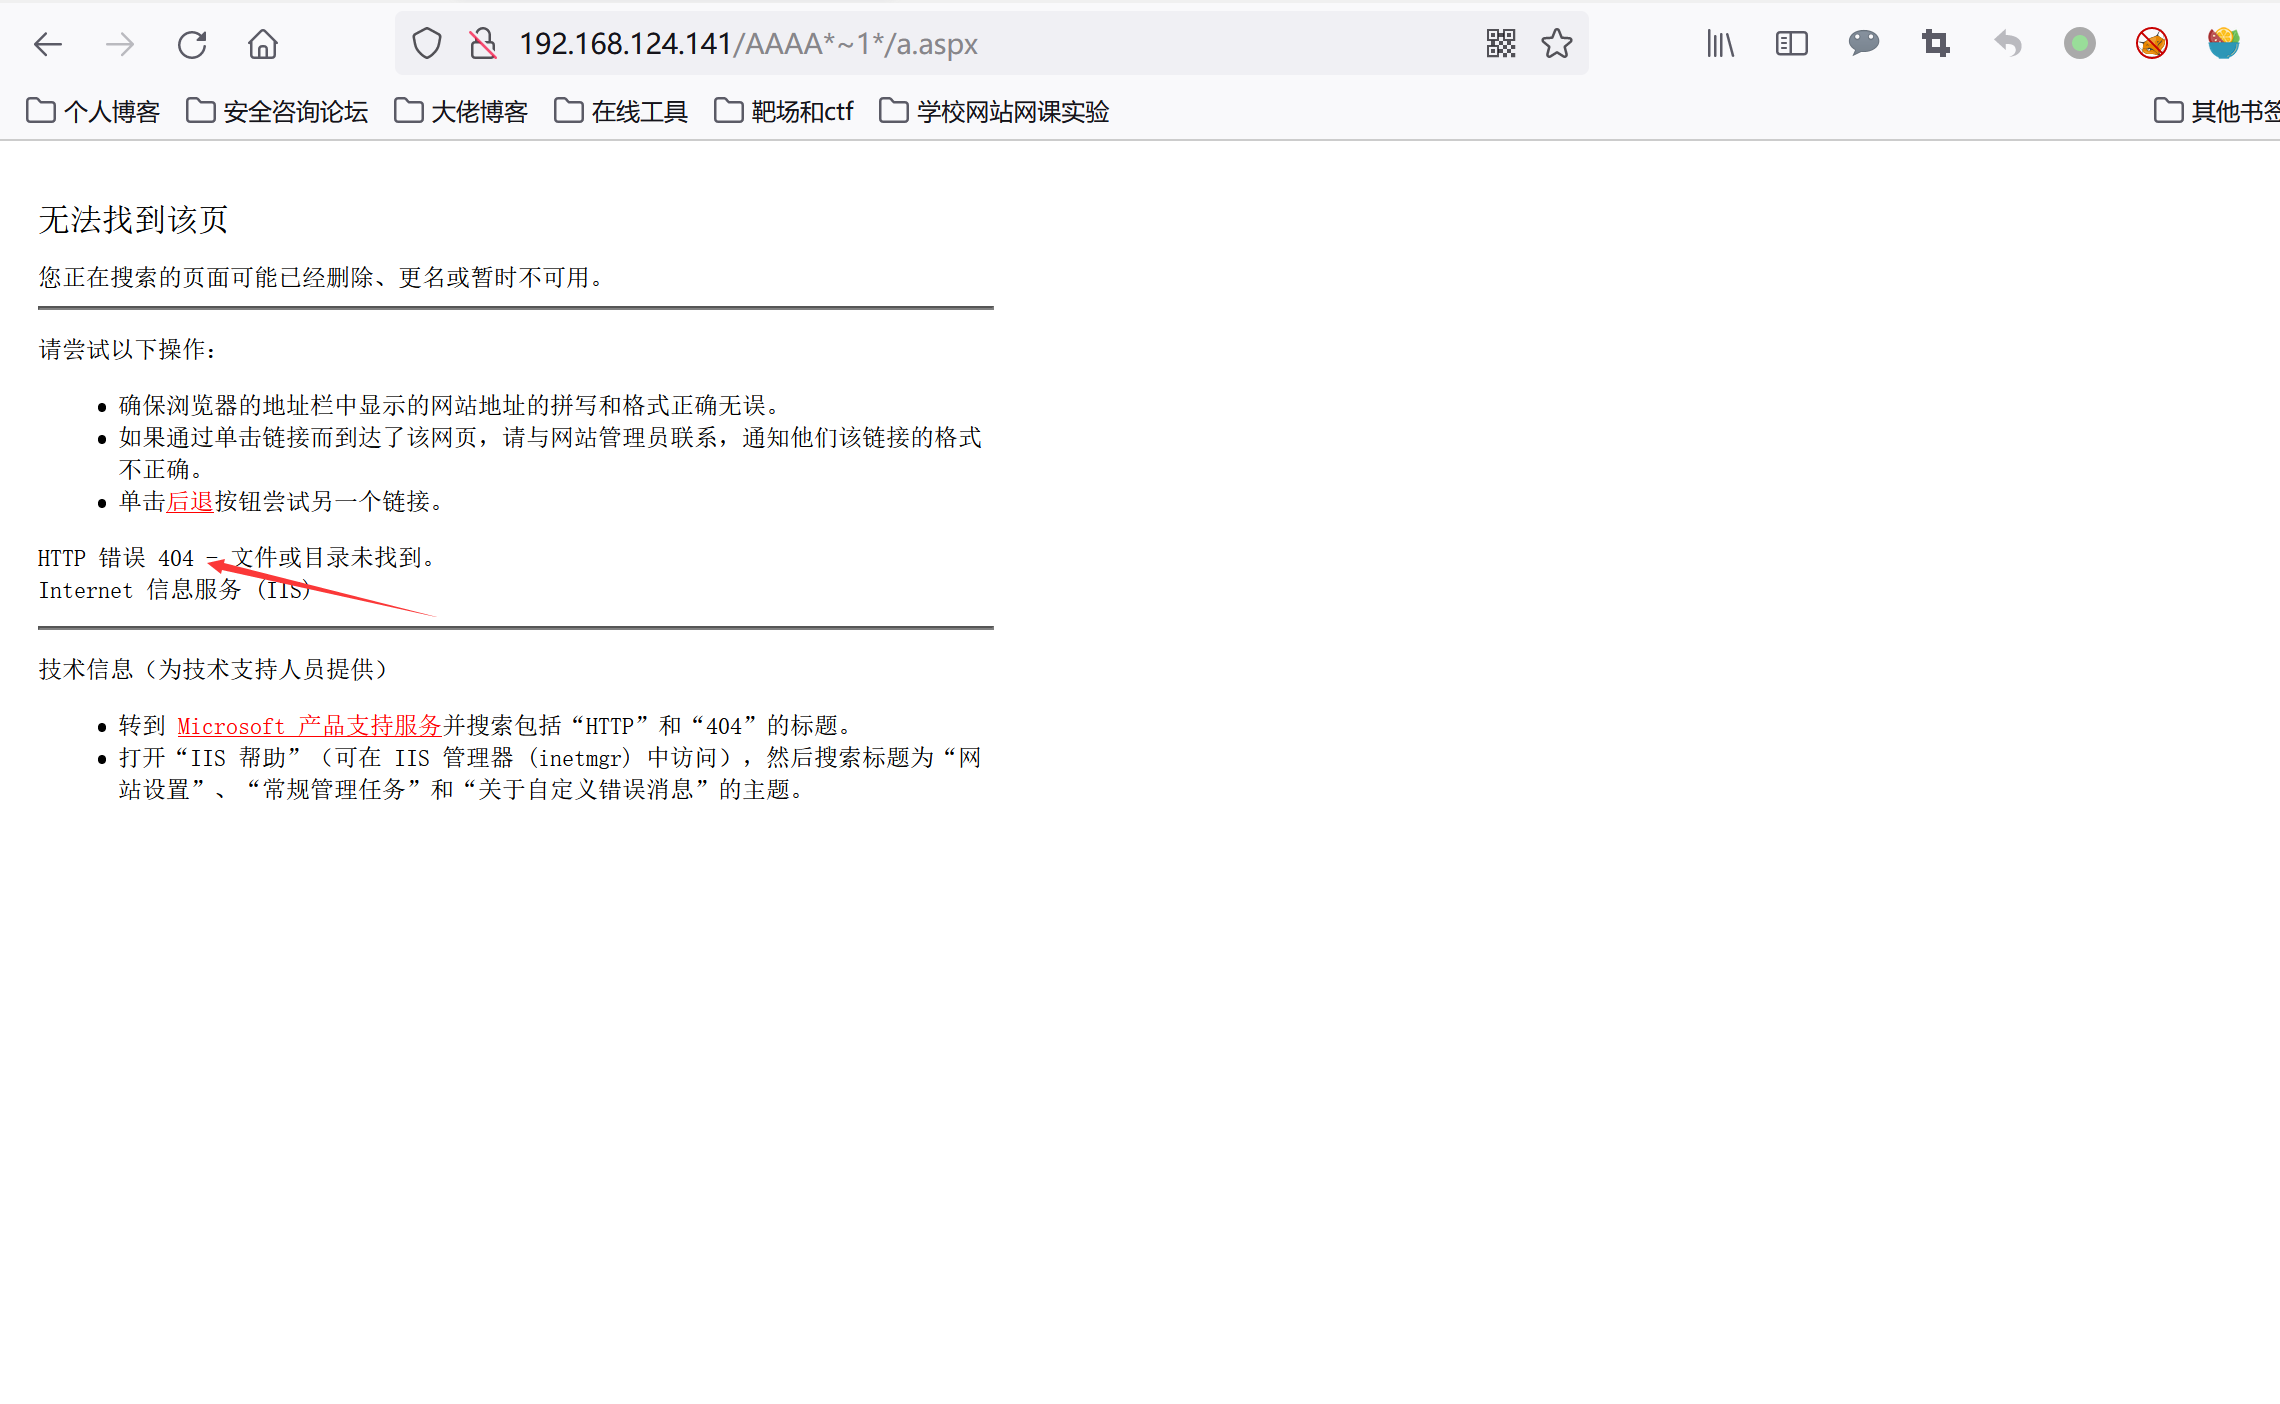 192.168.124.141/AAAA*~1*/a.aspx
个人博客 安全咨询论坛 大佬博客 在线工具 靶场和ctf 学校网站网课实验 其他书签
无法找到该页
您正在搜索的页面可能已经删除、更名或暂时不可用。
请尝试以下操作：
确保浏览器的地址栏中显示的网站地址的拼写和格式正确无误。
如果通过单击链接而到达了该网页，请与网站管理员联系，通知他们该链接的格式
不正确。
单击后退按钮尝试另一个链接。
HTTP 错误 404 - 文件或目录未找到。
Internet 信息服务 (IIS)
技术信息（为技术支持人员提供）
转到 Microsoft 产品支持服务并搜索包括“HTTP”和“404”的标题。
打开“IIS 帮助”（可在 IIS 管理器 (inetmgr) 中访问），然后搜索标题为“网
站设置”、“常规管理任务”和“关于自定义错误消息”的主题。